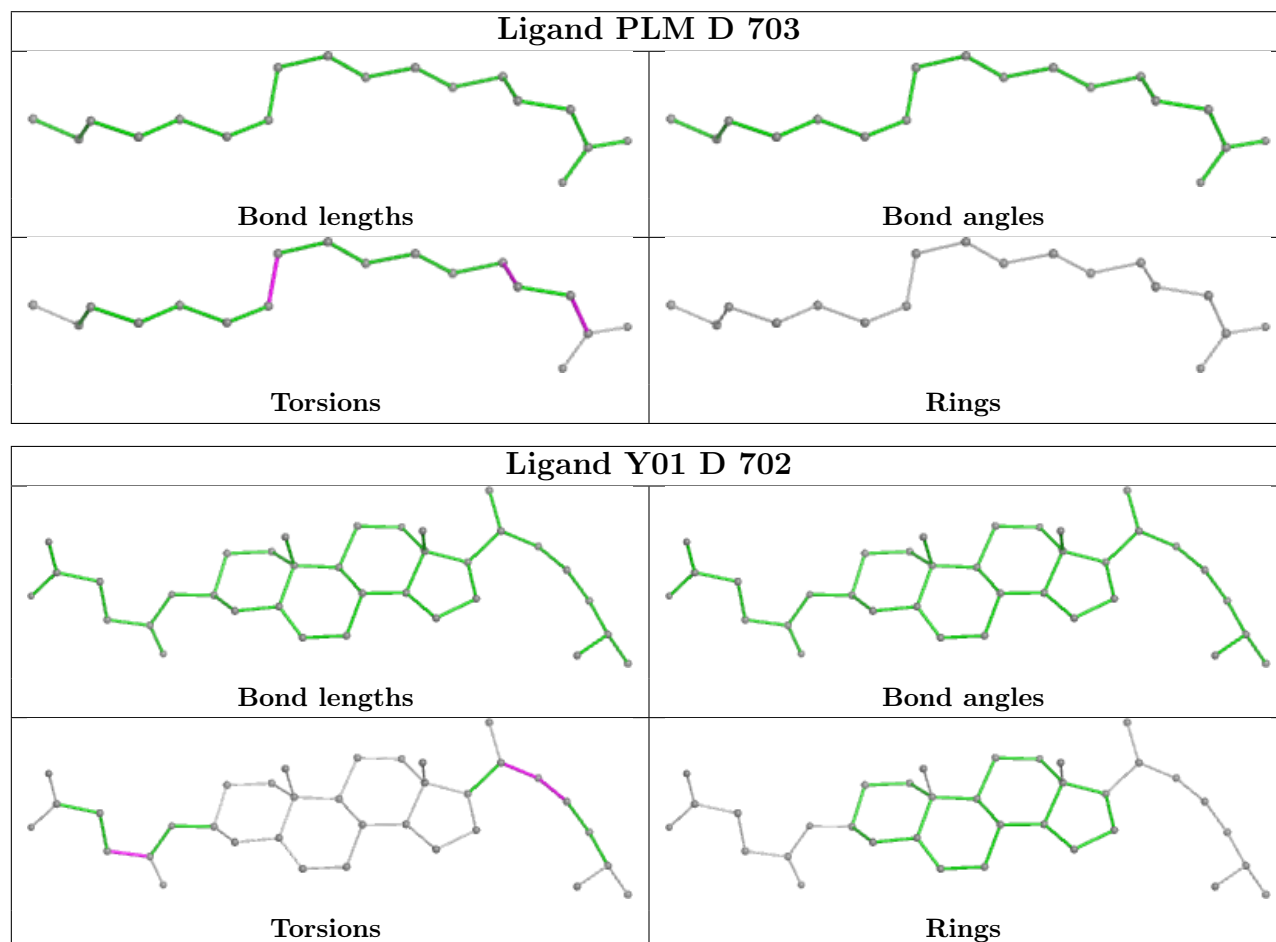 Ligand PLM D 703
Bond lengths
Bond angles
Torsions
Rings
Ligand Y01 D 702
Bond lengths
Bond angles
Torsions
Rings